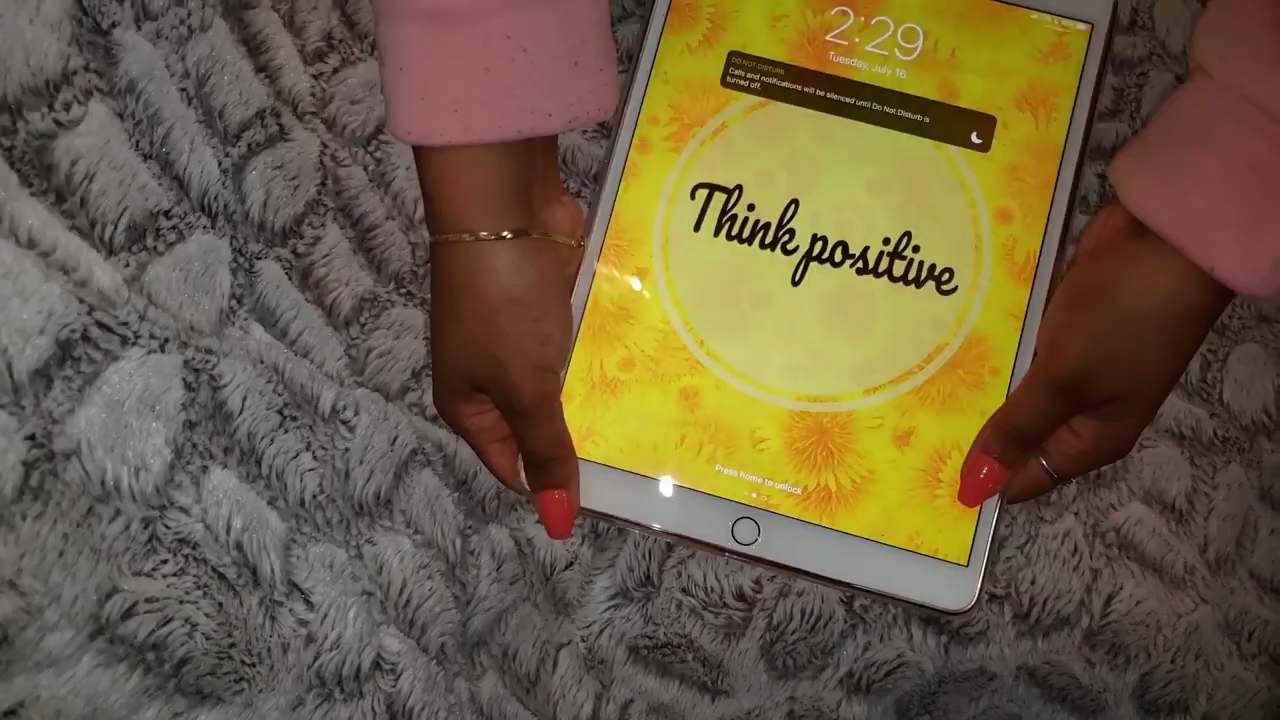 2:29
Tuesday, July 16
DO NOT DISTURB
Calls and notifications will be silenced until Do Not Disturb is
turned off.
Think positive
Press home to unlock